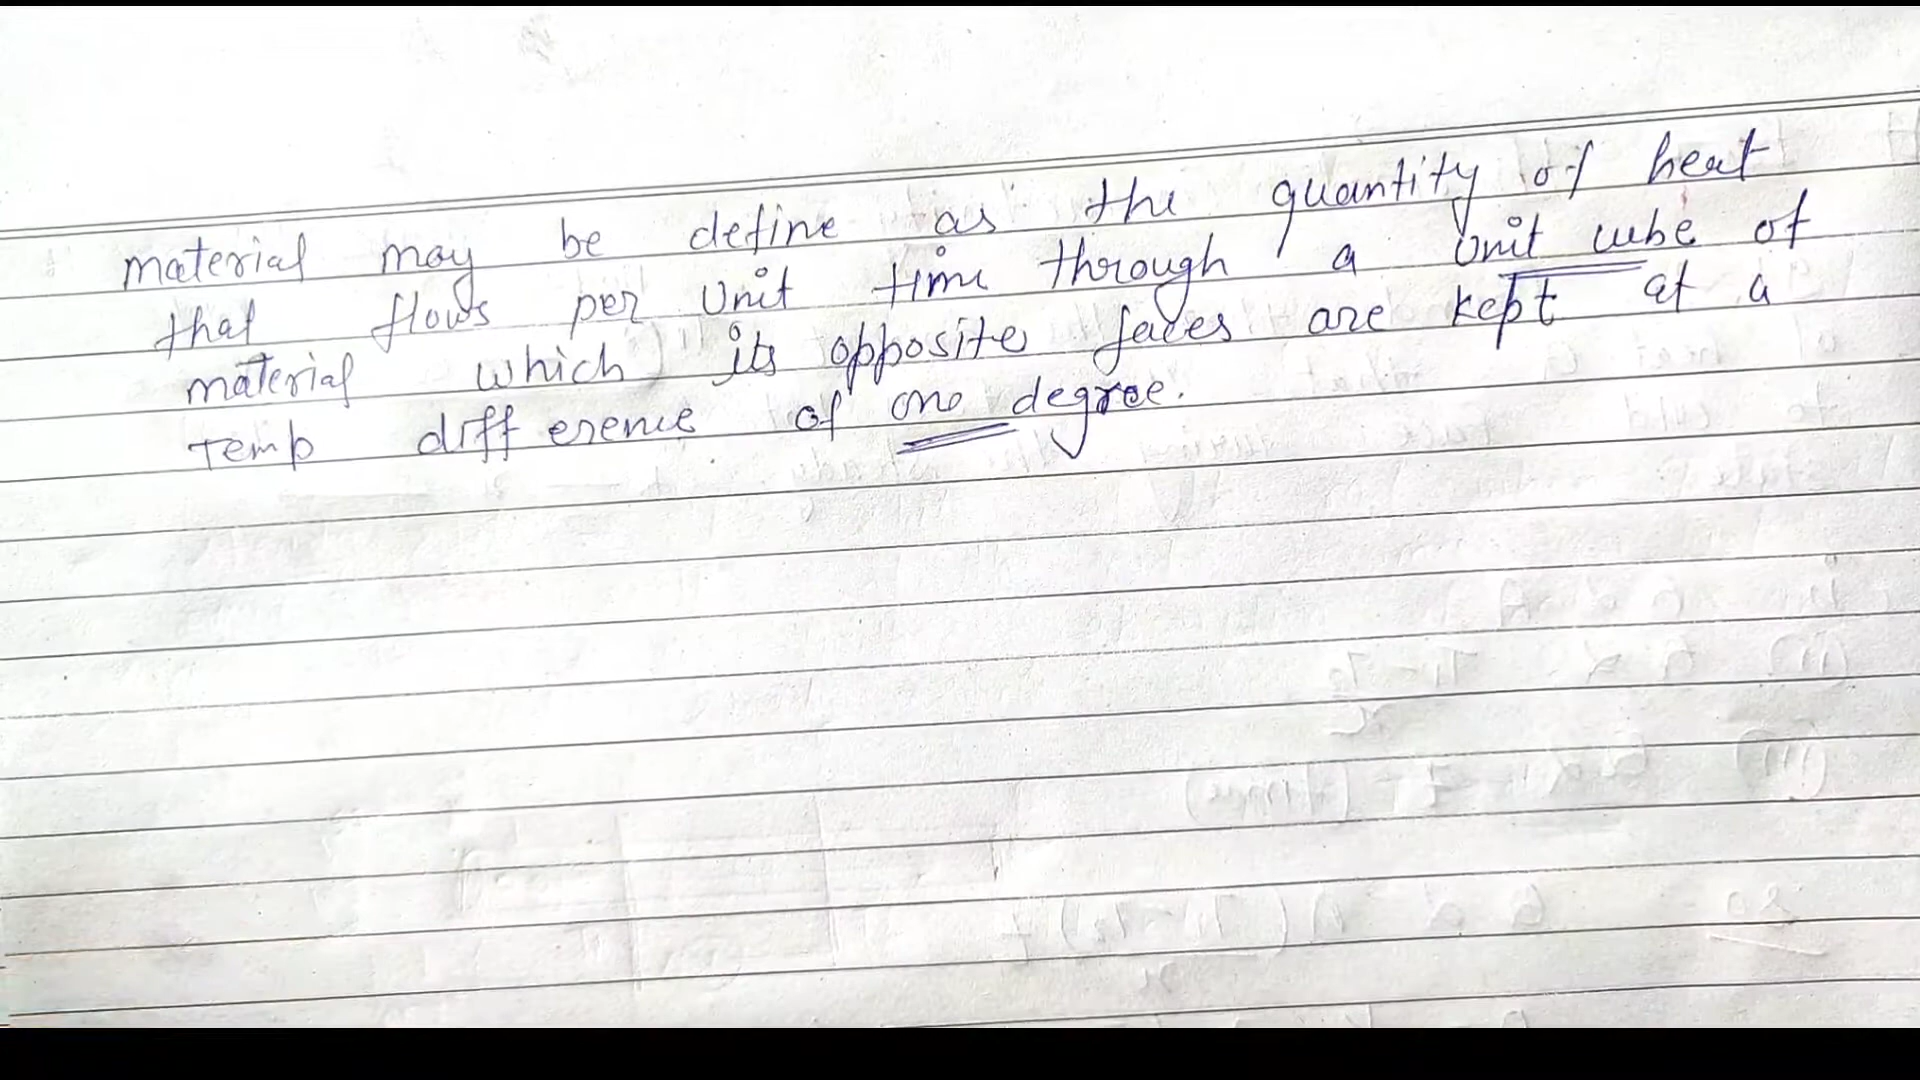 material may be define as the quantity of heat
that flows per unit time through a unit cube of
material which its opposite faces are kept at a
Temp difference of one degree.